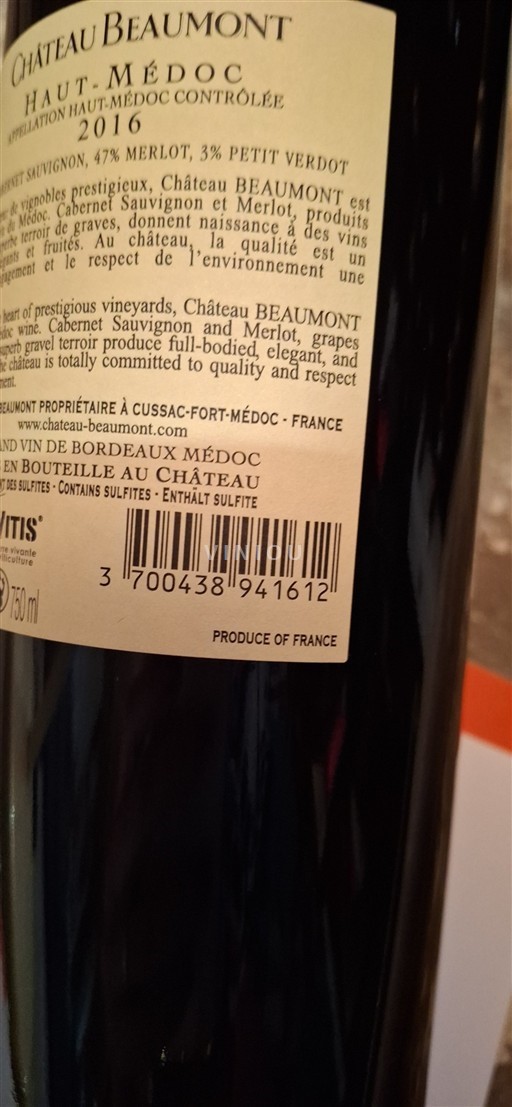 CHÂTEAU BEAUMONT
HAUT-MÉDOC
APPELLATION HAUT-MÉDOC CONTRÔLÉE
2016
SAUVIGNON, 47% MERLOT, 3% PETIT VERDOT
de vignobles prestigieux, Château BEAUMONT est
du Médoc. Cabernet Sauvignon et Merlot, produits
terroir de graves, donnent naissance à des vins
et fruités. Au château, la qualité est un
et le respect de l'environnement une
heart of prestigious vineyards, Château BEAUMONT
wine. Cabernet Sauvignon and Merlot, grapes
superb gravel terroir produce full-bodied, elegant, and
château is totally committed to quality and respect
BEAUMONT PROPRIÉTAIRE À CUSSAC-FORT-MÉDOC - FRANCE
www.chateau-beaumont.com
VIN DE BORDEAUX MÉDOC
EN BOUTEILLE AU CHÂTEAU
DES SULFITES - CONTAINS SULFITES - ENTHÄLT SULFITE
VITIS
vivante
VINIOU
3 700438 941612
750 ml
PRODUCE OF FRANCE